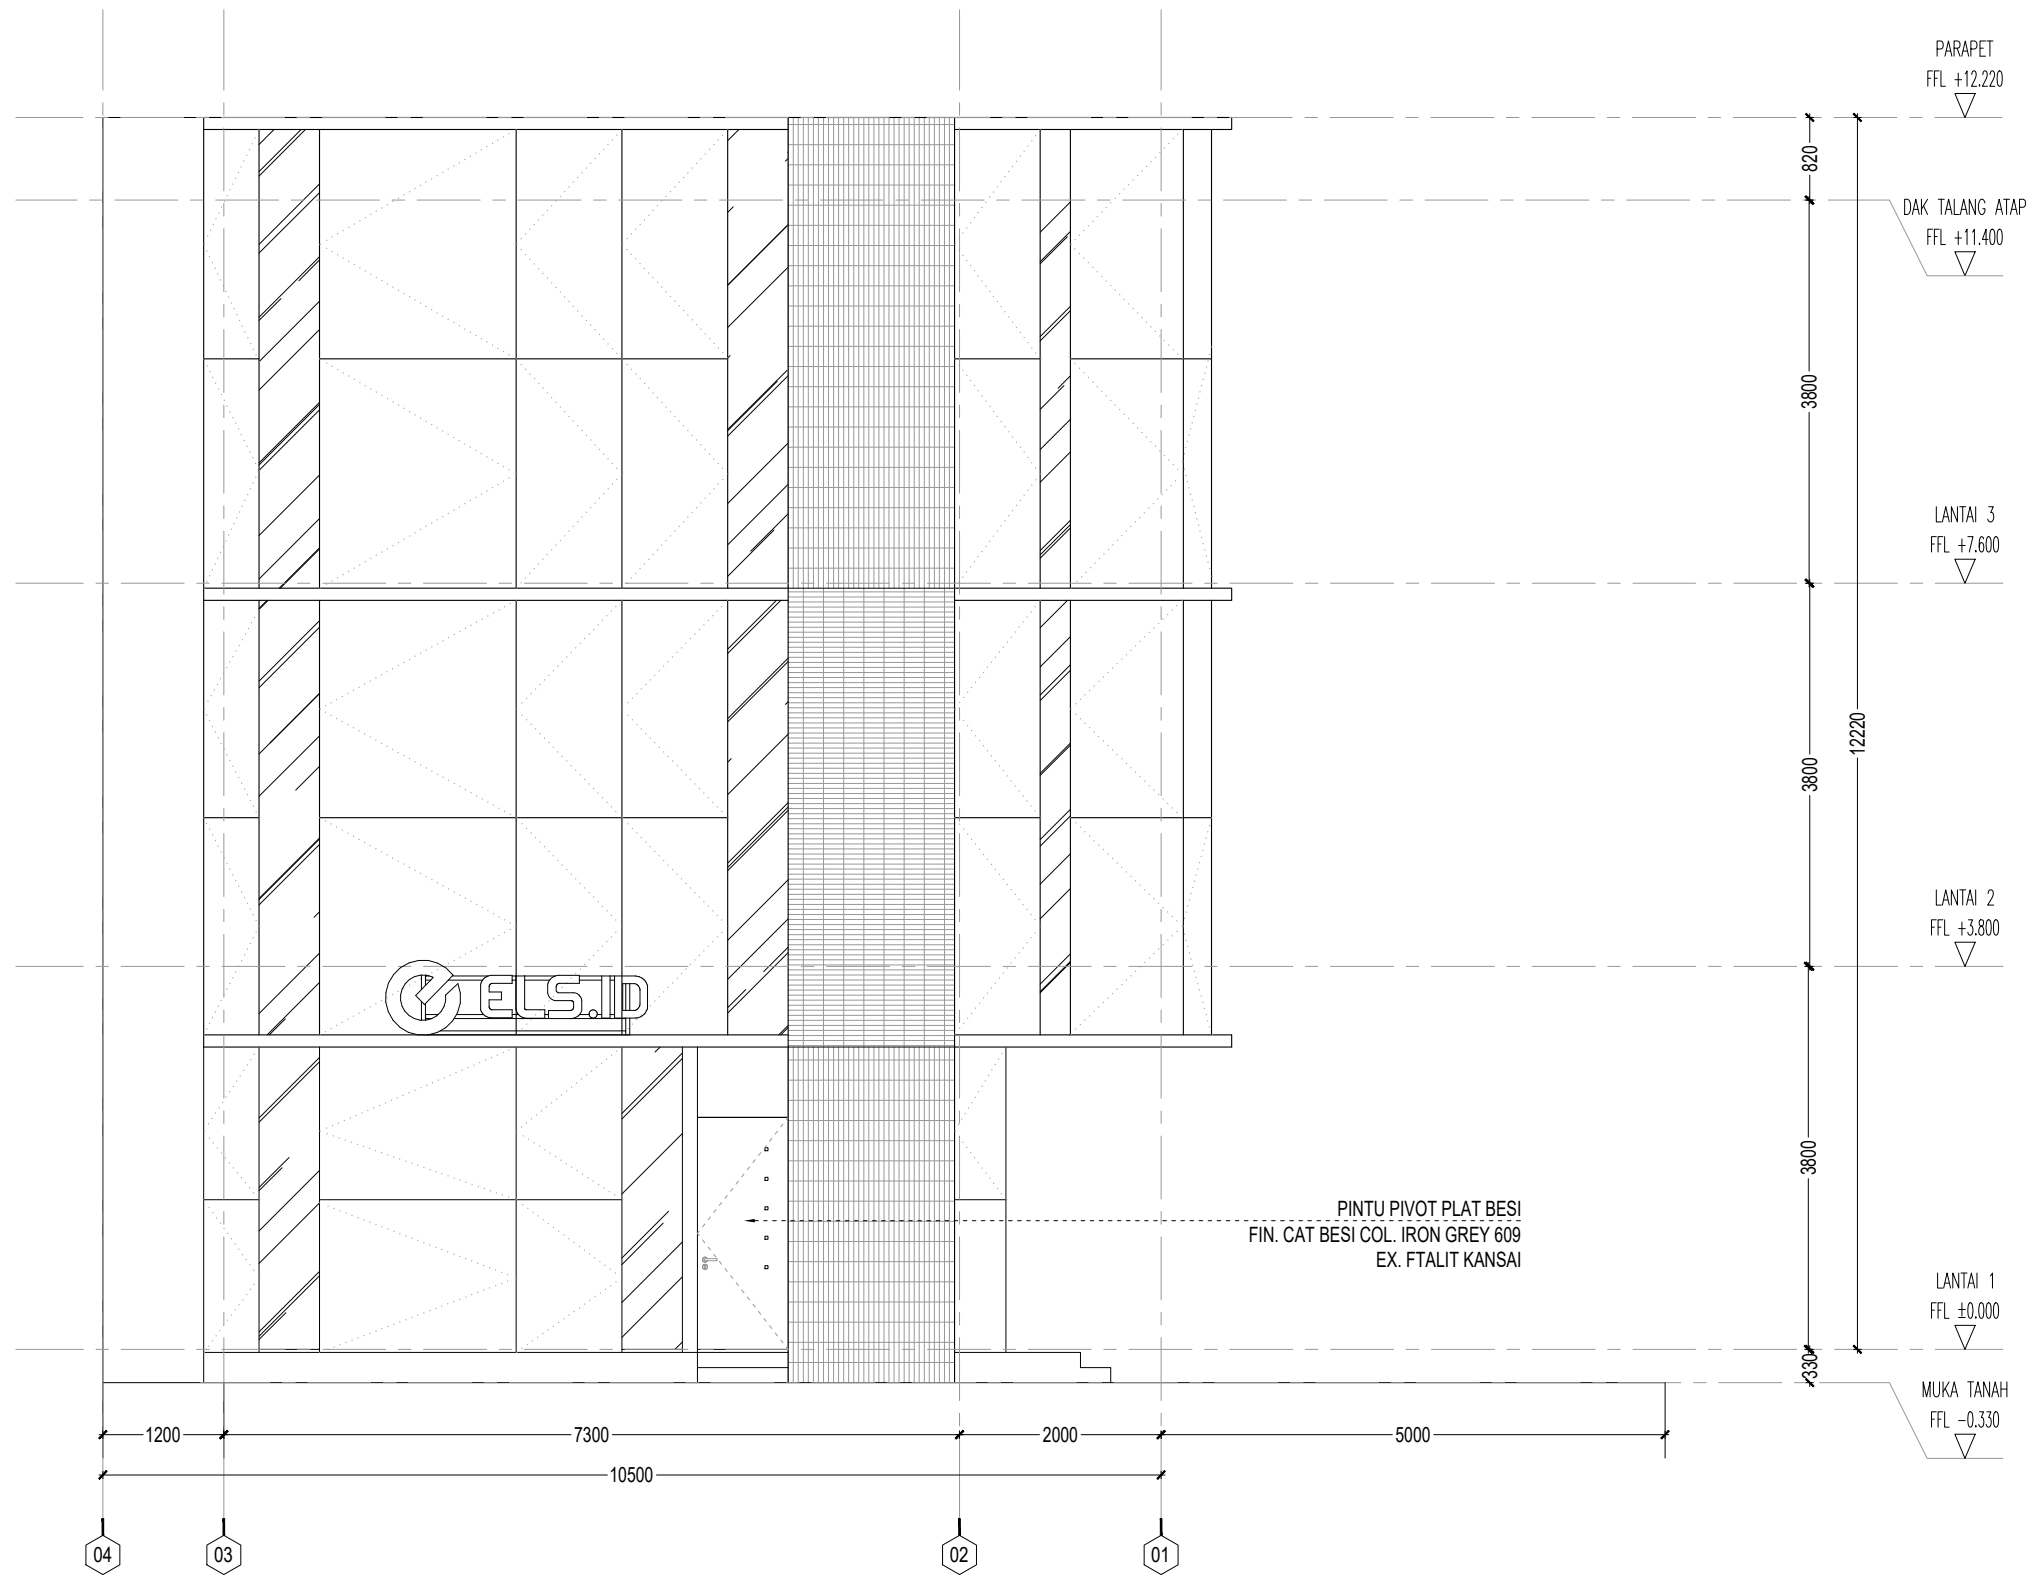 PARAPET
FFL +12.220
820
DAK TALANG ATAP
FFL +11.400
3800
LANTAI 3
FFL +7.600
12220
3800
LANTAI 2
FFL +3.800
ELS.ID
3800
PINTU PIVOT PLAT BESI
FIN. CAT BESI COL. IRON GREY 609
EX. FTALIT KANSAI
LANTAI 1
FFL ±0.000
330
MUKA TANAH
FFL -0.330
1200
7300
2000
5000
10500
04
03
02
01